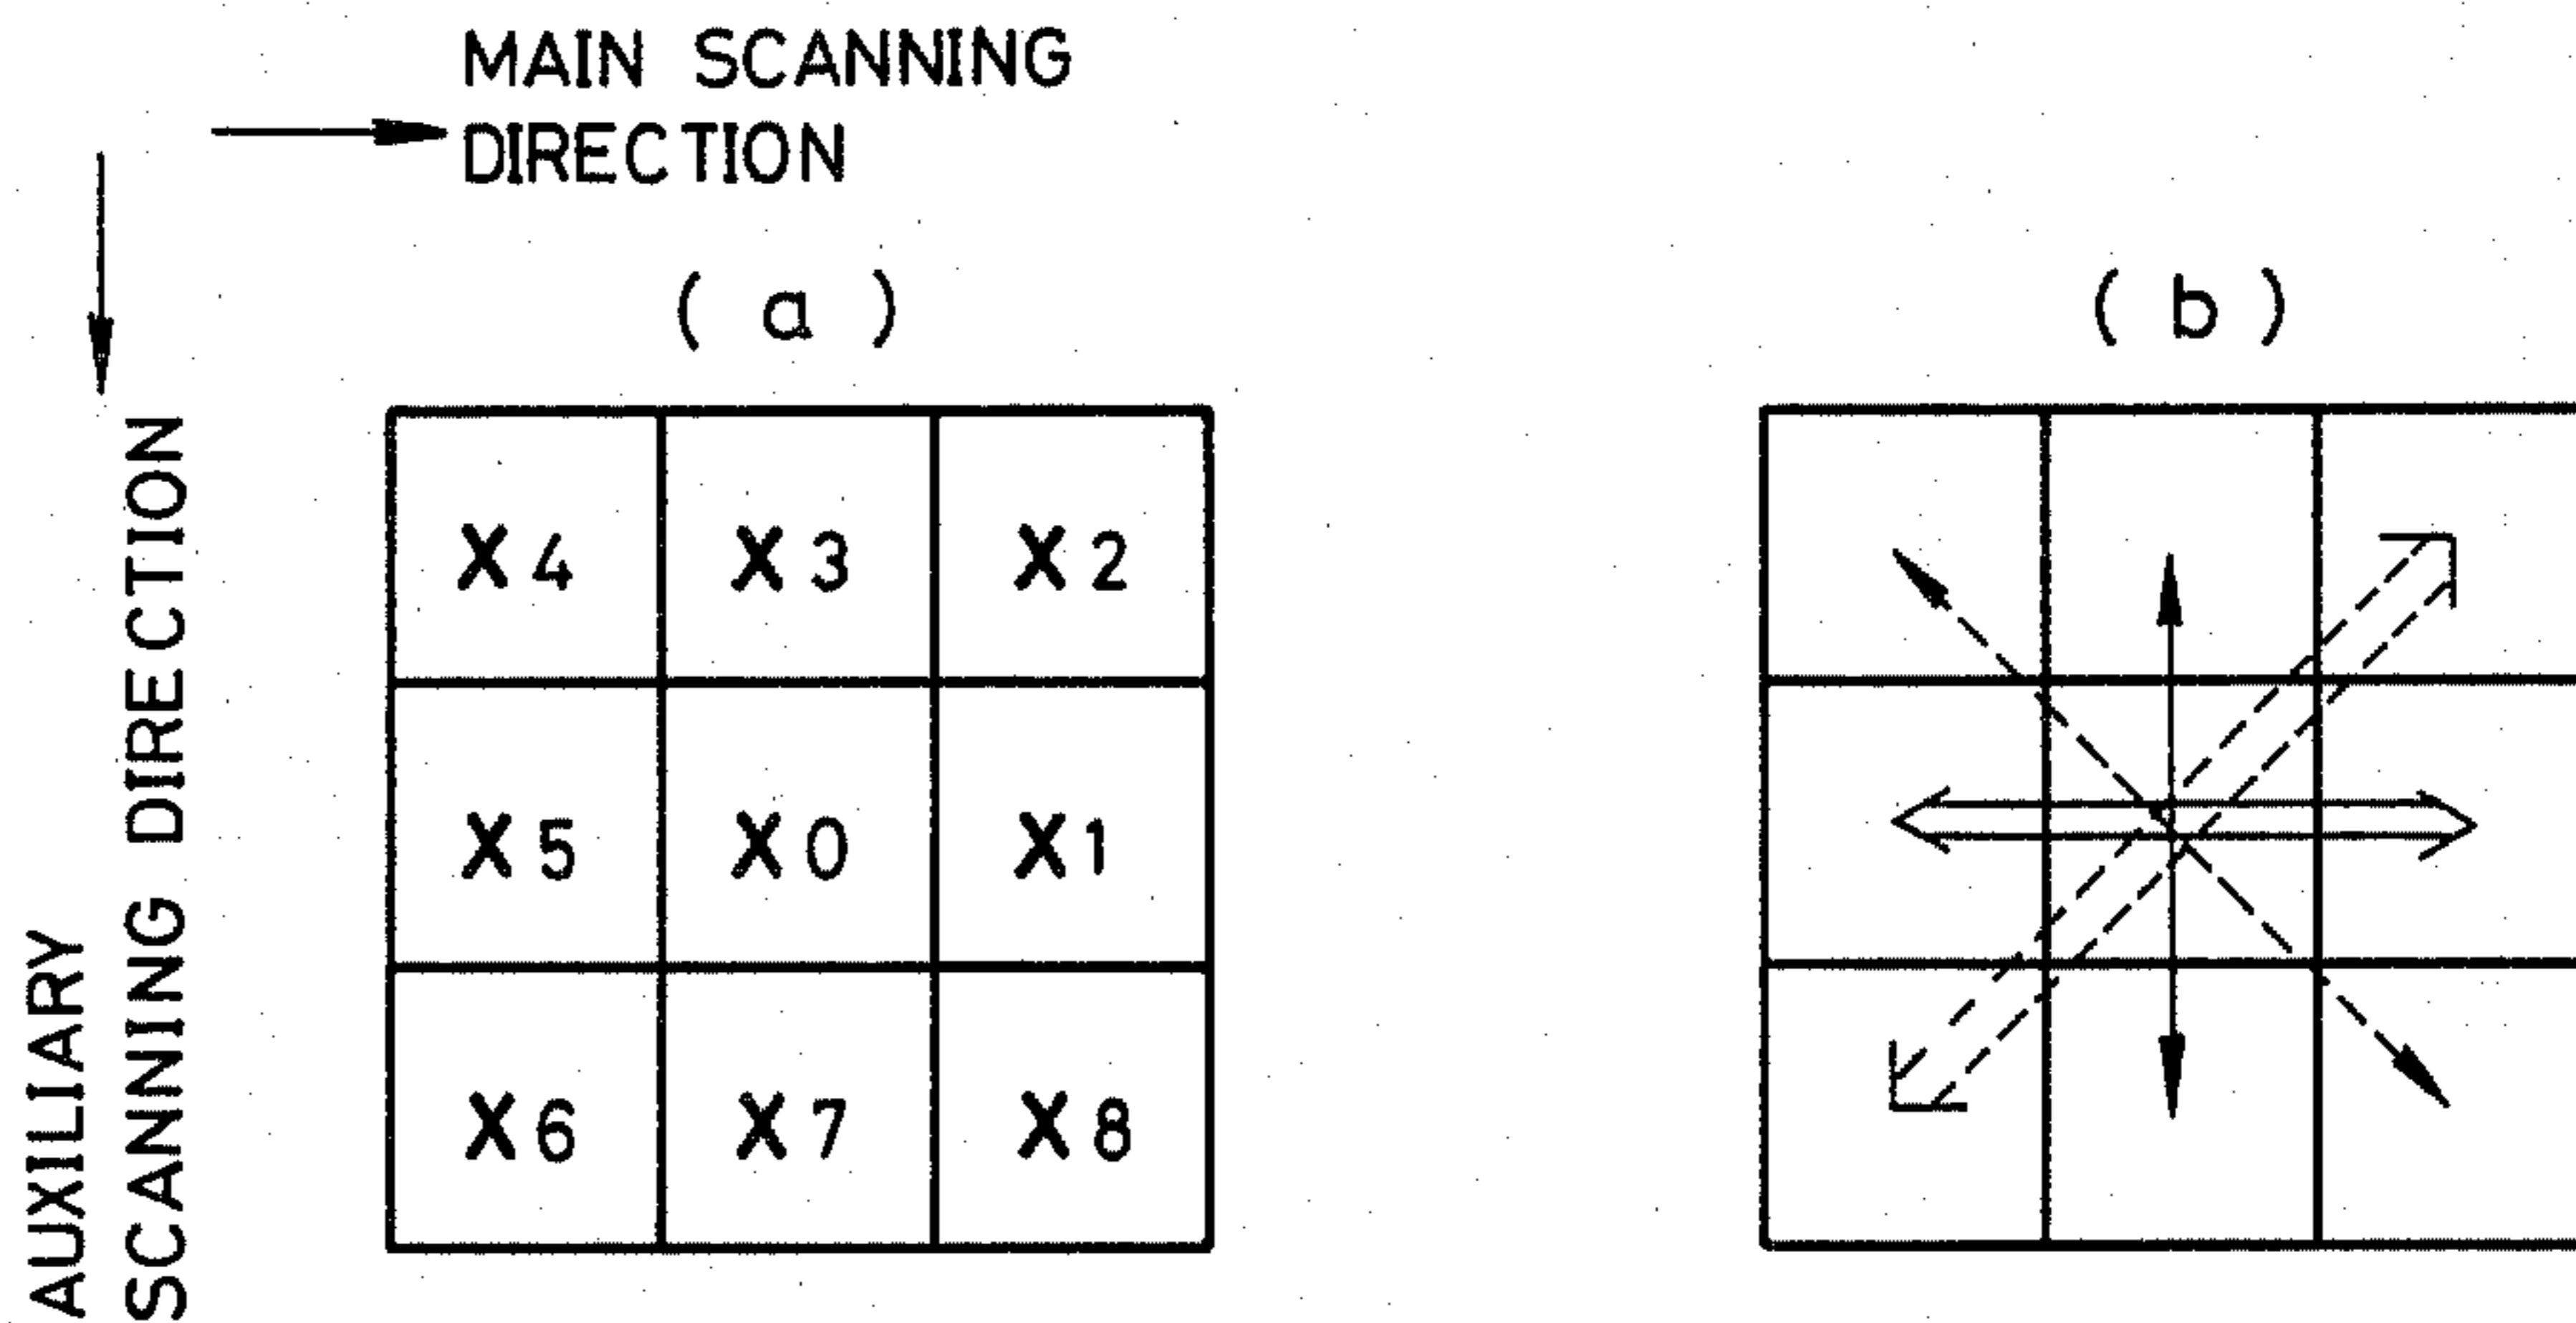 MAIN SCANNING
DIRECTION
AUXILIARY
SCANNING DIRECTION
(a)
X4 X3 X2
X5 X0 X1
X6 X7 X8
(b)